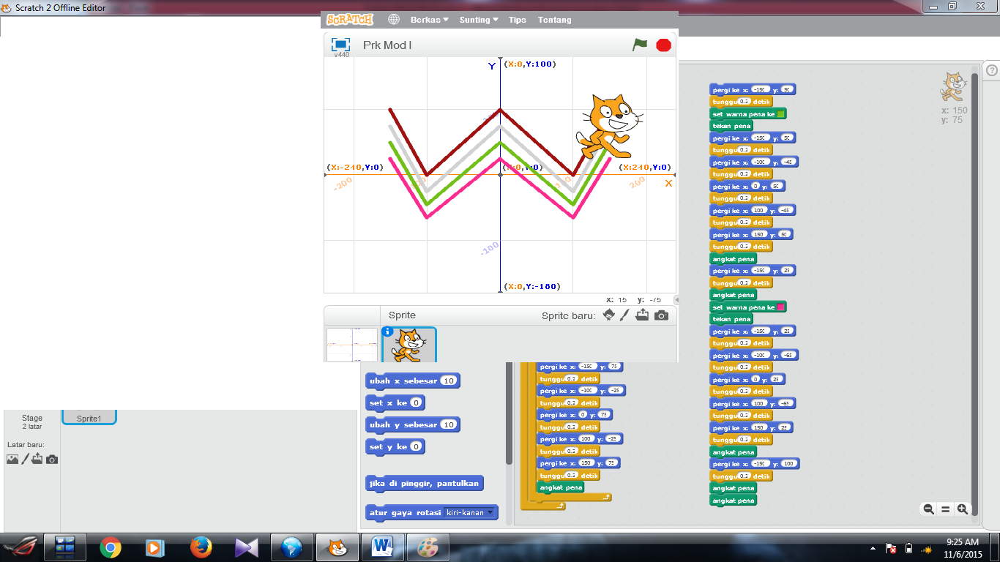 Scratch 2 Offline Editor
SCRATCH Berkas Sunting Tips Tentang
Prk Mod I
v440
Y (X:0,Y:100)
(X:-240,Y:0) (X:0,Y:0) (X:240,Y:0)
-200 200
X
-100
(X:0,Y:-180)
x: 15 y: -75
Sprite Sprite baru:
Stage
2 latar
Sprite1
Latar baru:
ubah x sebesar 10
set x ke 0
ubah y sebesar 10
set y ke 0
jika di pinggir, pantulkan
atur gaya rotasi kiri-kanan
pergi ke x: -150 y: 75
tunggu 0.2 detik
pergi ke x: -100 y: -25
tunggu 0.2 detik
pergi ke x: 0 y: 75
tunggu 0.2 detik
pergi ke x: 100 y: -25
tunggu 0.2 detik
pergi ke x: 150 y: 75
tunggu 0.2 detik
angkat pena
pergi ke x: -150 y: 50
tunggu 0.2 detik
set warna pena ke
tekan pena
pergi ke x: -150 y: 50
tunggu 0.2 detik
pergi ke x: -100 y: -45
tunggu 0.2 detik
pergi ke x: 0 y: 50
tunggu 0.2 detik
pergi ke x: 100 y: -45
tunggu 0.2 detik
pergi ke x: 150 y: 50
tunggu 0.2 detik
angkat pena
pergi ke x: -150 y: 25
tunggu 0.2 detik
angkat pena
set warna pena ke
tekan pena
pergi ke x: -150 y: 25
tunggu 0.2 detik
pergi ke x: -100 y: -65
tunggu 0.2 detik
pergi ke x: 0 y: 25
tunggu 0.2 detik
pergi ke x: 100 y: -65
tunggu 0.2 detik
pergi ke x: 150 y: 25
tunggu 0.2 detik
angkat pena
pergi ke x: -150 y: 100
tunggu 0.2 detik
angkat pena
angkat pena
x: 150
y: 75
9:25 AM
11/6/2015